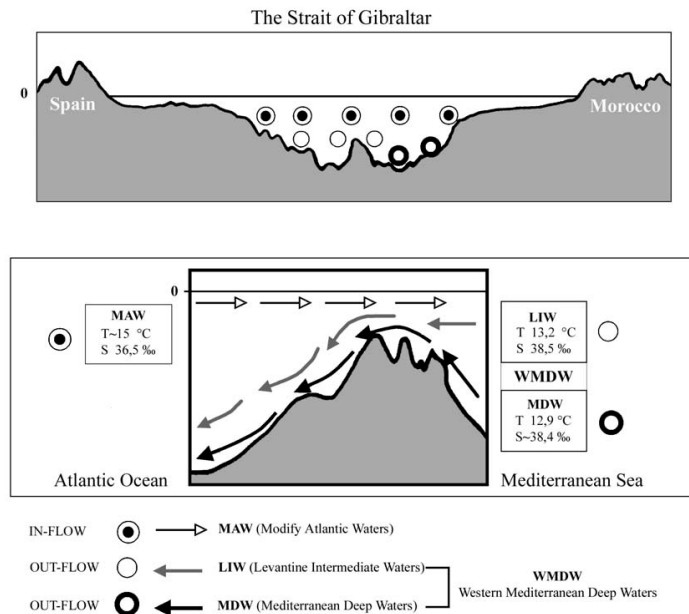 The Strait of Gibraltar
0
Spain
Morocco
0
MAW
T~15 °C
S 36,5 ‰
LIW
T 13,2 °C
S 38,5 ‰
WMDW
MDW
T 12,9 °C
S~38,4 ‰
Atlantic Ocean
Mediterranean Sea
IN-FLOW MAW (Modify Atlantic Waters)
OUT-FLOW LIW (Levantine Intermediate Waters)
WMDW
Western Mediterranean Deep Waters
OUT-FLOW MDW (Mediterranean Deep Waters)